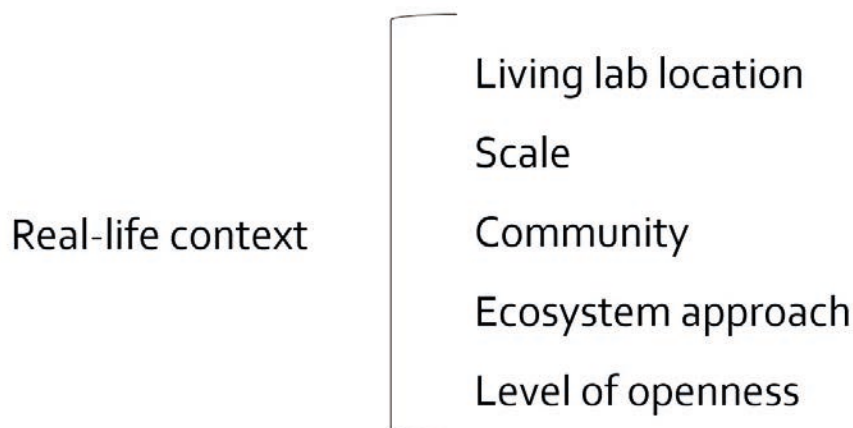 Real-life context
Living lab location
Scale
Community
Ecosystem approach
Level of openness